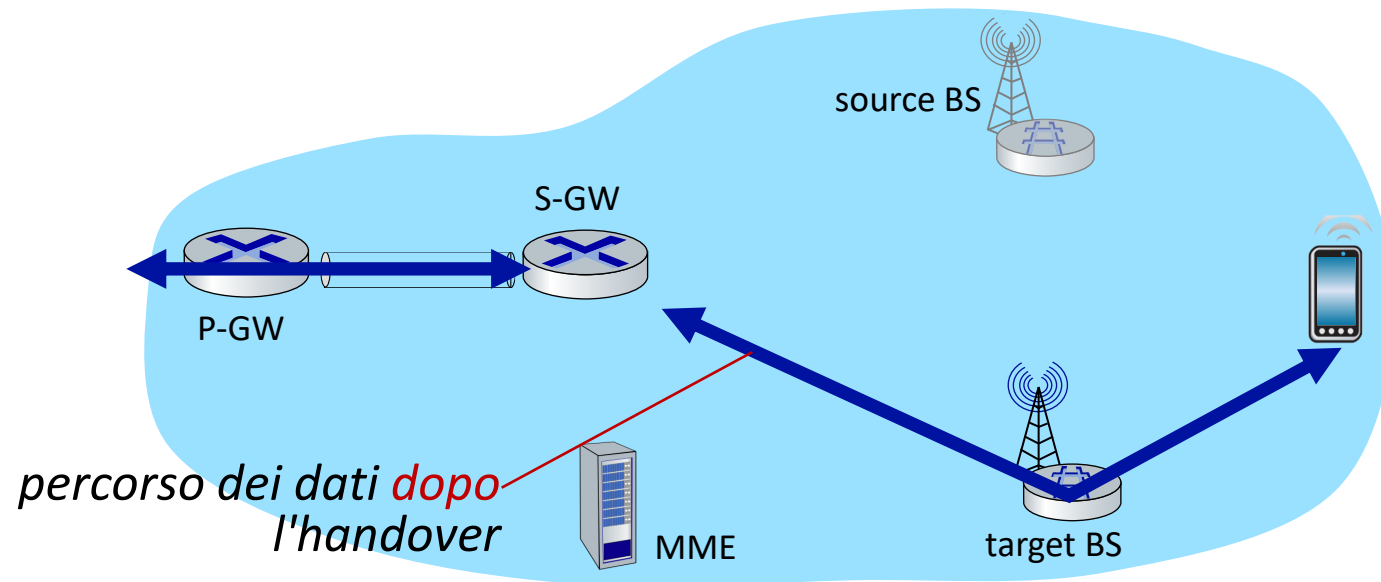 source BS
S-GW
P-GW
percorso dei dati dopo
l'handover
MME
target BS